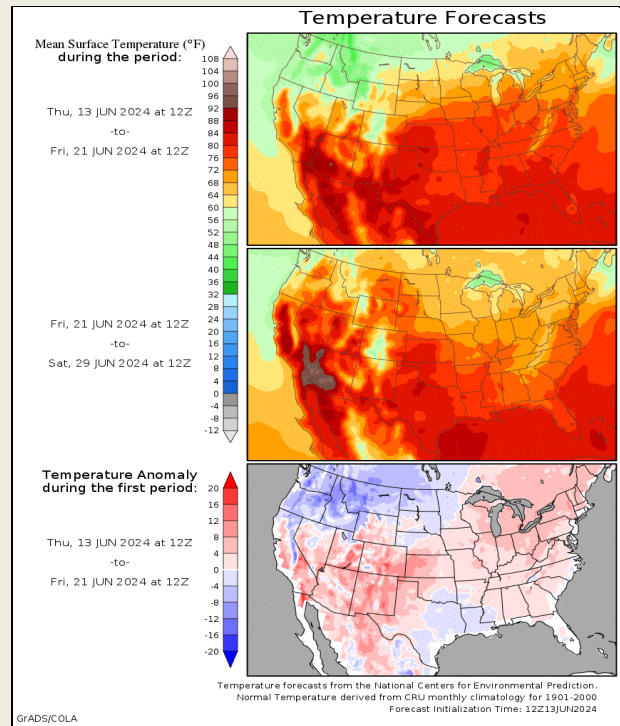 Temperature Forecasts
Mean Surface Temperature (°F)
during the period:
Thu, 13 JUN 2024 at 12Z
-to-
Fri, 21 JUN 2024 at 12Z
108
104
100
96
92
88
84
80
76
72
68
64
60
56
52
48
44
40
36
32
28
24
20
16
12
8
4
0
-4
-8
-12
Fri, 21 JUN 2024 at 12Z
-to-
Sat, 29 JUN 2024 at 12Z
Temperature Anomaly
during the first period:
Thu, 13 JUN 2024 at 12Z
-to-
Fri, 21 JUN 2024 at 12Z
20
16
12
8
4
0
-4
-8
-12
-16
-20
Temperature forecasts from the National Centers for Environmental Prediction.
Normal Temperature derived from CRU monthly climatology for 1901-2000
Forecast Initialization Time: 12Z13JUN2024
GrADS/COLA